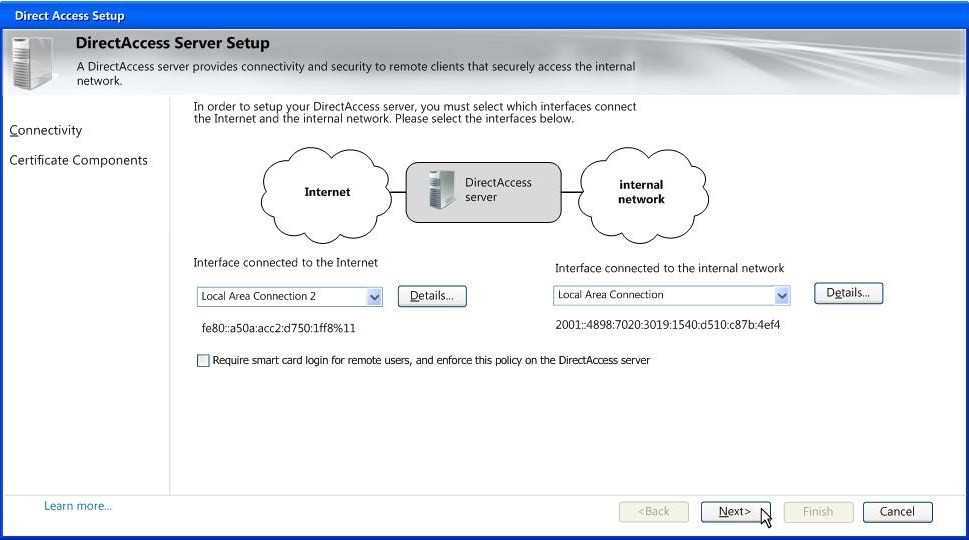 Direct Access Setup
DirectAccess Server Setup
A DirectAccess server provides connectivity and security to remote clients that securely access the internal
network.
Connectivity
Certificate Components
In order to setup your DirectAccess server, you must select which interfaces connect
the Internet and the internal network. Please select the interfaces below.
Internet
DirectAccess
server
internal
network
Interface connected to the Internet
Local Area Connection 2
Details...
fe80::a50a:acc2:d750:1ff8%11
Interface connected to the internal network
Local Area Connection
Details...
2001::4898:7020:3019:1540:d510:c87b:4ef4
Require smart card login for remote users, and enforce this policy on the DirectAccess server
Learn more...
<Back
Next>
Finish
Cancel